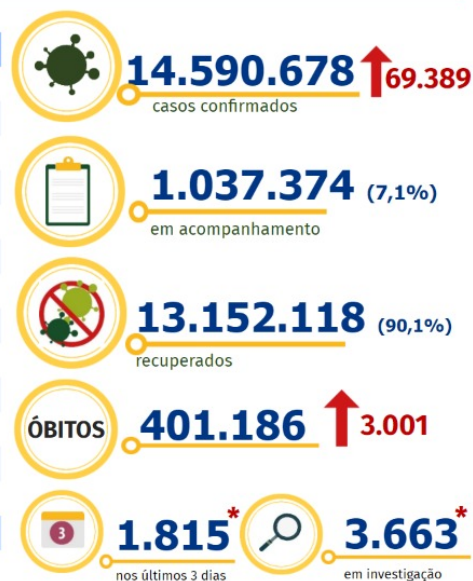 14.590.678 69.389
casos confirmados
1.037.374 (7,1%)
em acompanhamento
13.152.118 (90,1%)
recuperados
ÓBITOS 401.186 3.001
3 1.815* 3.663*
nos últimos 3 dias em investigação